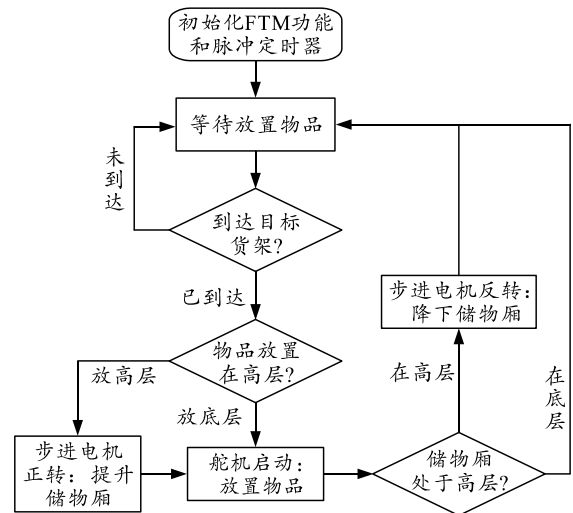 初始化FTM功能
和脉冲定时器
等待放置物品
未
到
达
到达目标
货架?
已到达
步进电机反转:
降下储物厢
物品放置
在高层?
放高层
放底层
在高层
在
底
层
步进电机
正转:提升
储物厢
舵机启动:
放置物品
储物厢
处于高层?